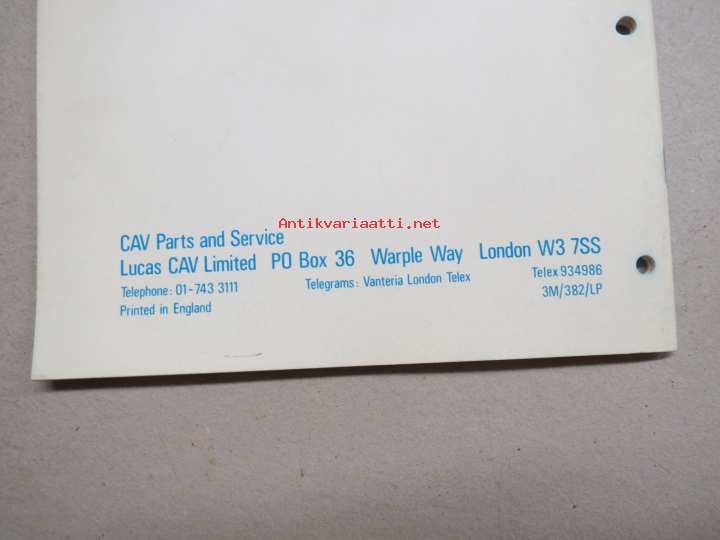 Antikvariaatti.net
CAV Parts and Service
Lucas CAV Limited PO Box 36 Warple Way London W3 7SS
Telephone: 01-743 3111 Telegrams: Vanteria London Telex Telex 934986
Printed in England 3M/382/LP